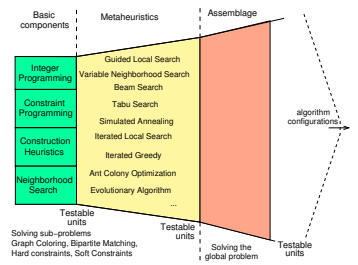 Basic
components
Metaheuristics
Assemblage
Integer
Programming
Constraint
Programming
Construction
Heuristics
Neighborhood
Search
Guided Local Search
Variable Neighborhood Search
Beam Search
Tabu Search
Simulated Annealing
Iterated Local Search
Iterated Greedy
Ant Colony Optimization
Evolutionary Algorithm
...
algorithm
configurations
Testable
units
Testable
units
Testable
units
Solving sub−problems
Graph Coloring, Bipartite Matching,
Hard constraints, Soft Constraints
Solving the
global problem